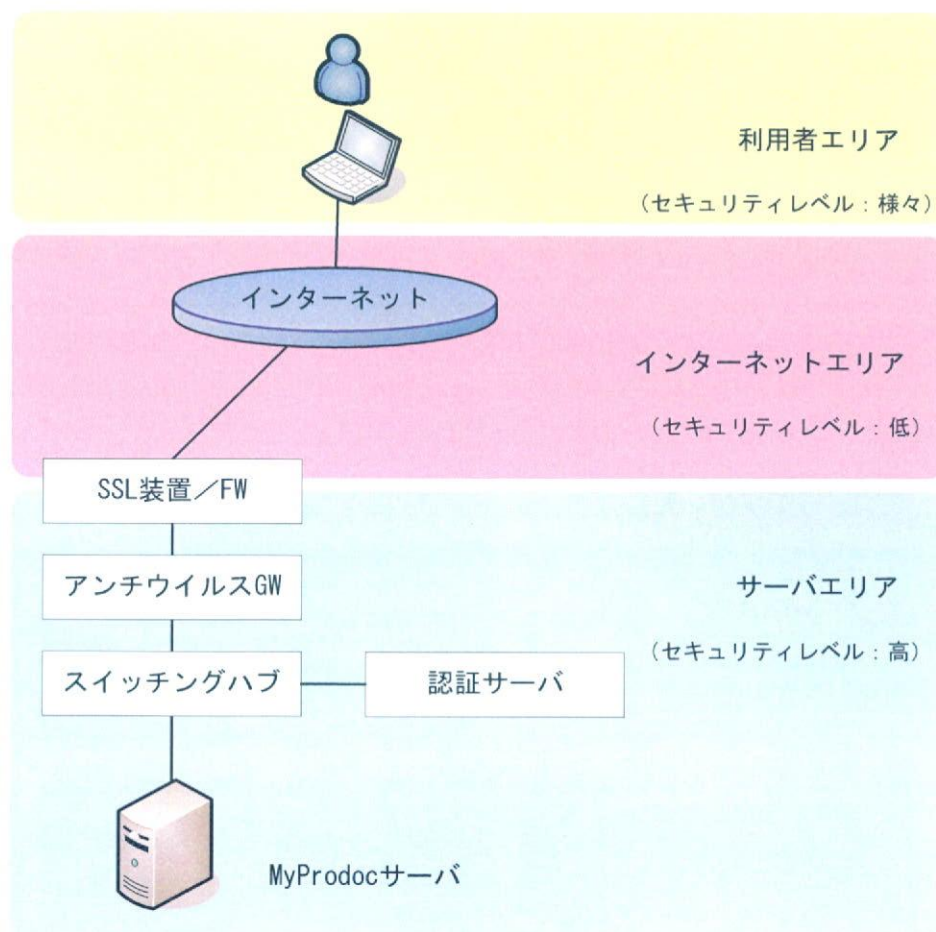 利用者エリア
（セキュリティレベル：様々）
インターネット
インターネットエリア
（セキュリティレベル：低）
SSL装置／FW
アンチウイルスGW
サーバエリア
（セキュリティレベル：高）
スイッチングハブ
認証サーバ
MyProdocサーバ